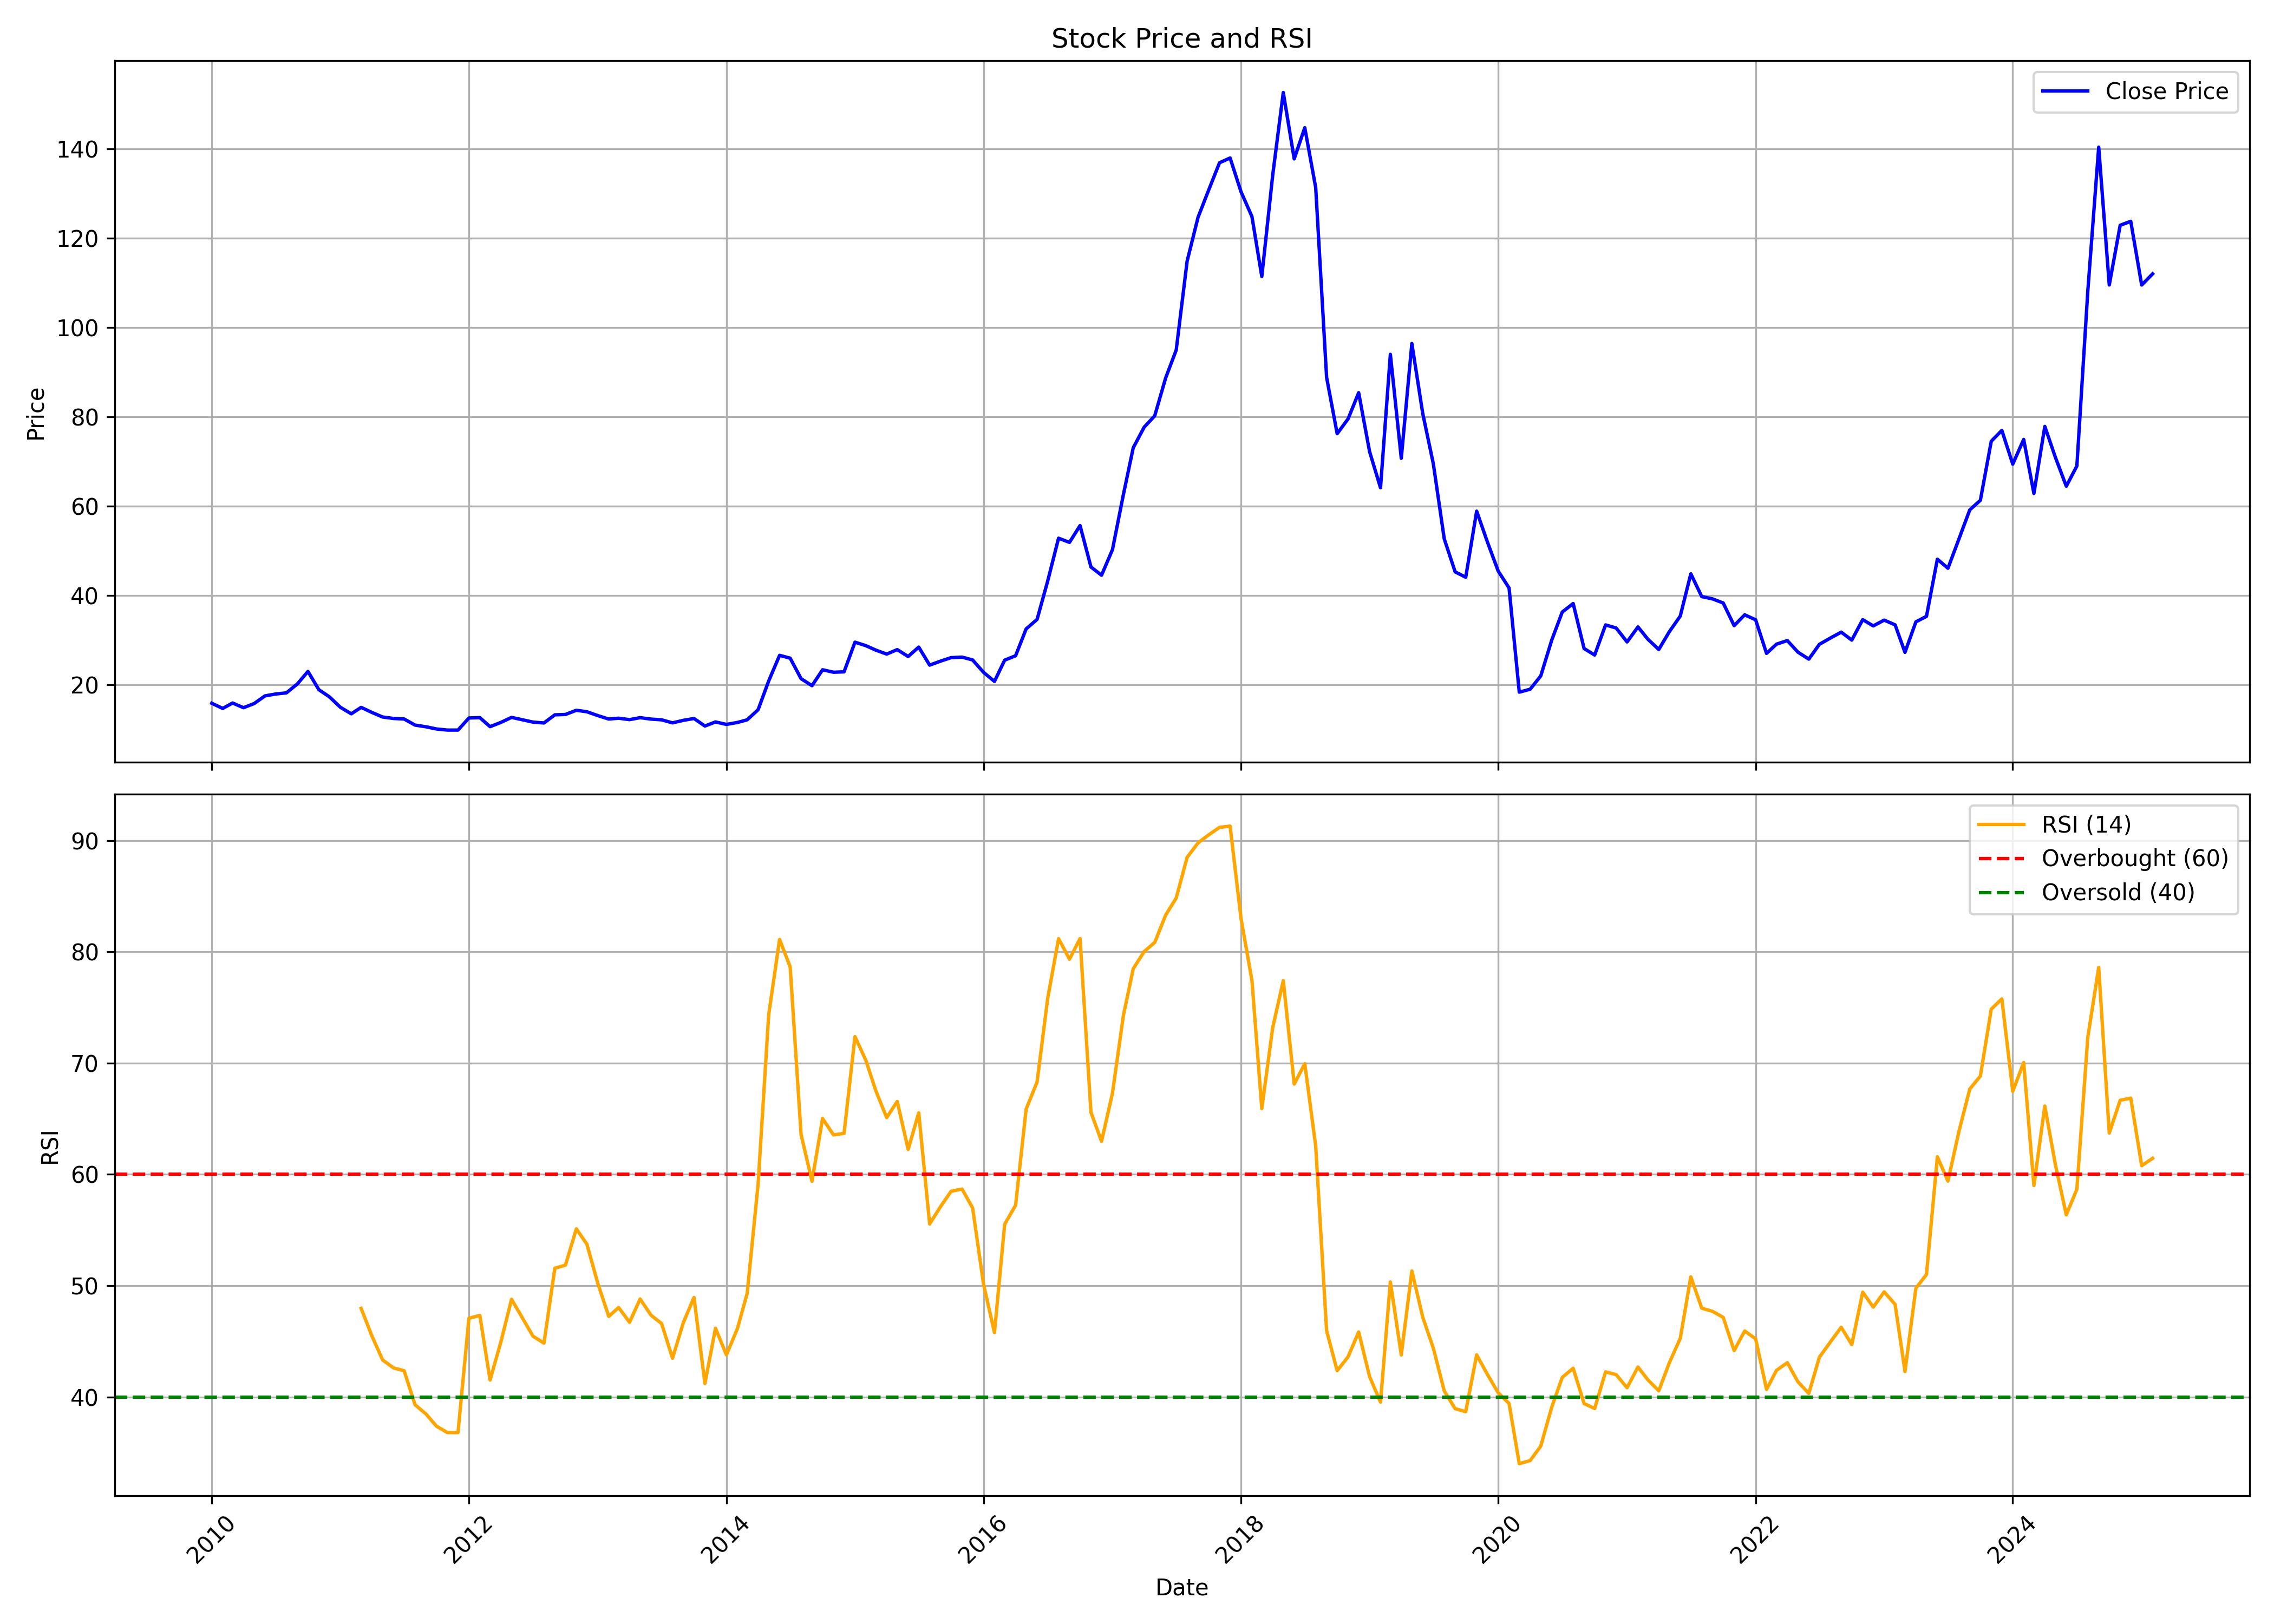 Stock Price and RSI
Close Price
Price
140
120
100
80
60
40
20
RSI (14)
Overbought (60)
Oversold (40)
RSI
90
80
70
60
50
40
2010
2012
2014
2016
2018
2020
2022
2024
Date